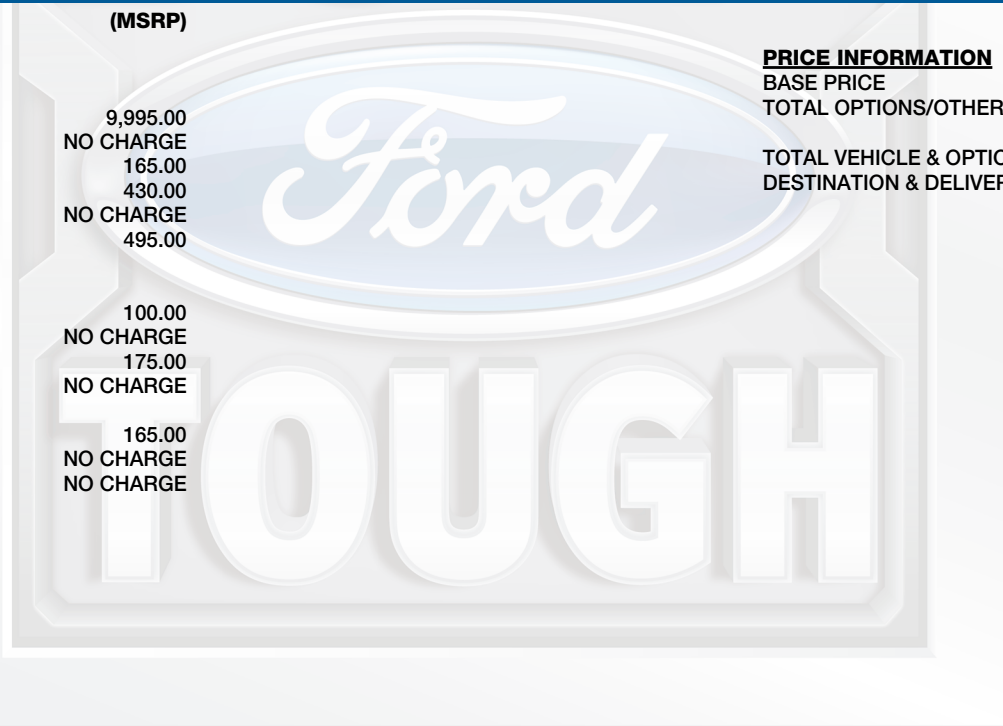 (MSRP)
9,995.00
NO CHARGE
165.00
430.00
NO CHARGE
495.00
100.00
NO CHARGE
175.00
NO CHARGE
165.00
NO CHARGE
NO CHARGE
PRICE INFORMATION
BASE PRICE
TOTAL OPTIONS/OTHER
TOTAL VEHICLE & OPTIO
DESTINATION & DELIVER
Ford
TOUGH